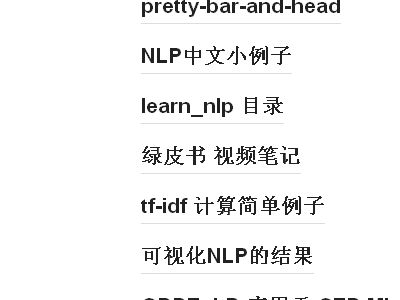 pretty-bar-and-head
NLP中文小例子
learn_nlp 目录
绿皮书 视频笔记
tf-idf 计算简单例子
可视化NLP的结果